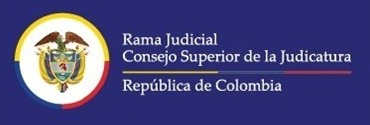 Rama Judicial
Consejo Superior de la Judicatura
República de Colombia